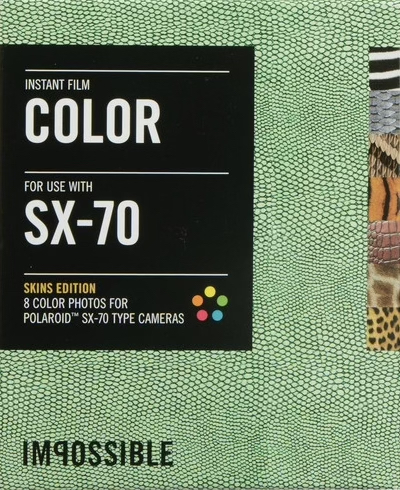 INSTANT FILM
COLOR
FOR USE WITH
SX-70
SKINS EDITION
8 COLOR PHOTOS FOR
POLAROID™ SX-70 TYPE CAMERAS
IMPOSSIBLE